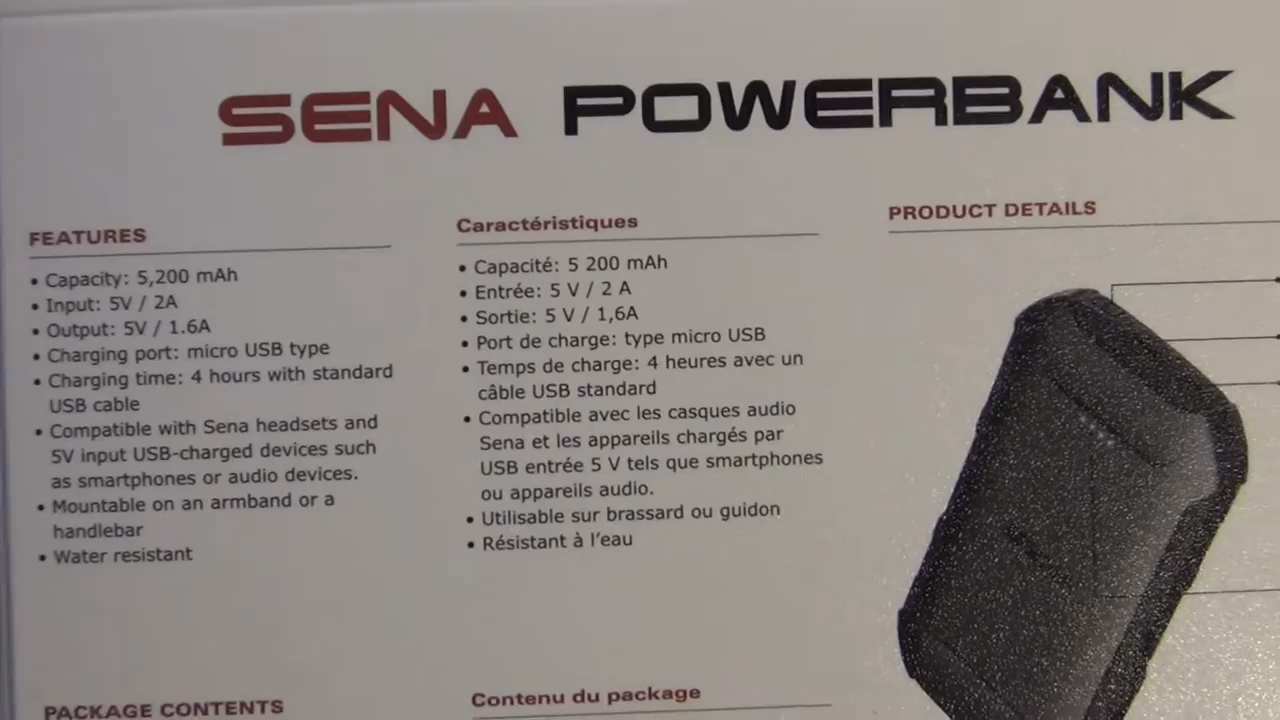 SENA POWERBANK
FEATURES
• Capacity: 5,200 mAh
• Input: 5V / 2A
• Output: 5V / 1.6A
• Charging port: micro USB type
• Charging time: 4 hours with standard
USB cable
• Compatible with Sena headsets and
5V input USB-charged devices such
as smartphones or audio devices.
• Mountable on an armband or a
handlebar
• Water resistant
PACKAGE CONTENTS
Caractéristiques
• Capacité: 5 200 mAh
• Entrée: 5 V / 2 A
• Sortie: 5 V / 1,6A
• Port de charge: type micro USB
• Temps de charge: 4 heures avec un
câble USB standard
• Compatible avec les casques audio
Sena et les appareils chargés par
USB entrée 5 V tels que smartphones
ou appareils audio.
• Utilisable sur brassard ou guidon
• Résistant à l'eau
Contenu du package
PRODUCT DETAILS